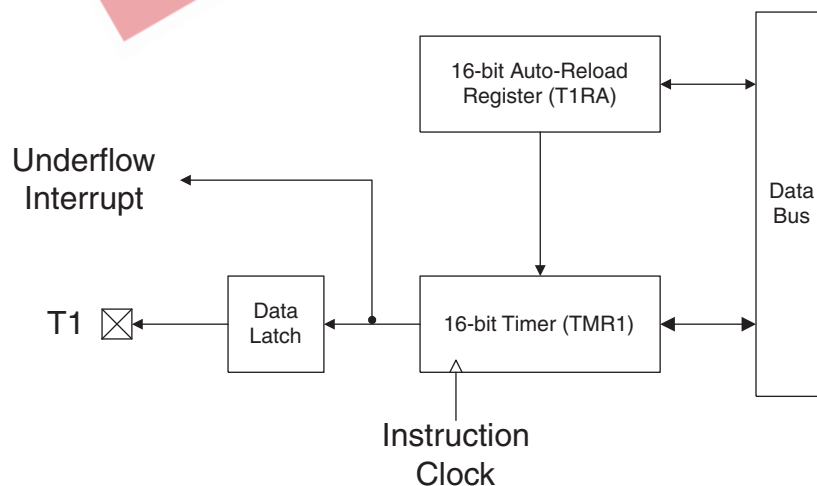 16-bit Auto-Reload
Register (T1RA)
Underflow
Interrupt
Data
Bus
T1
Data
Latch
16-bit Timer (TMR1)
Instruction
Clock